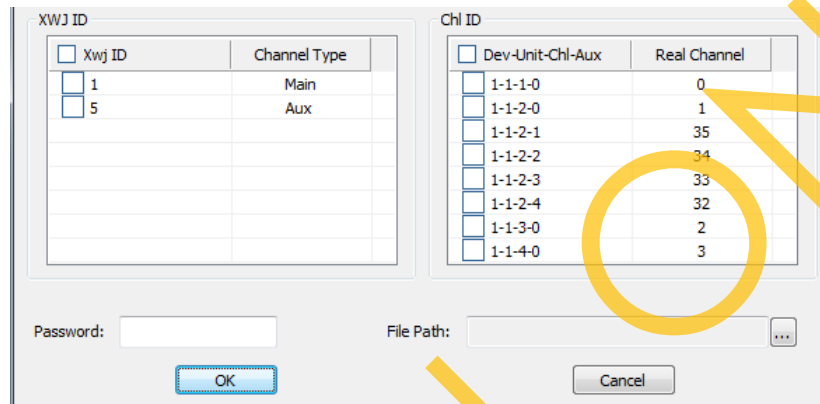 XWJ ID
Xwj ID Channel Type
1 Main
5 Aux
Chl ID
Dev-Unit-Chl-Aux Real Channel
1-1-1-0 0
1-1-2-0 1
1-1-2-1 35
1-1-2-2 34
1-1-2-3 33
1-1-2-4 32
1-1-3-0 2
1-1-4-0 3
Password: File Path: ...
OK Cancel